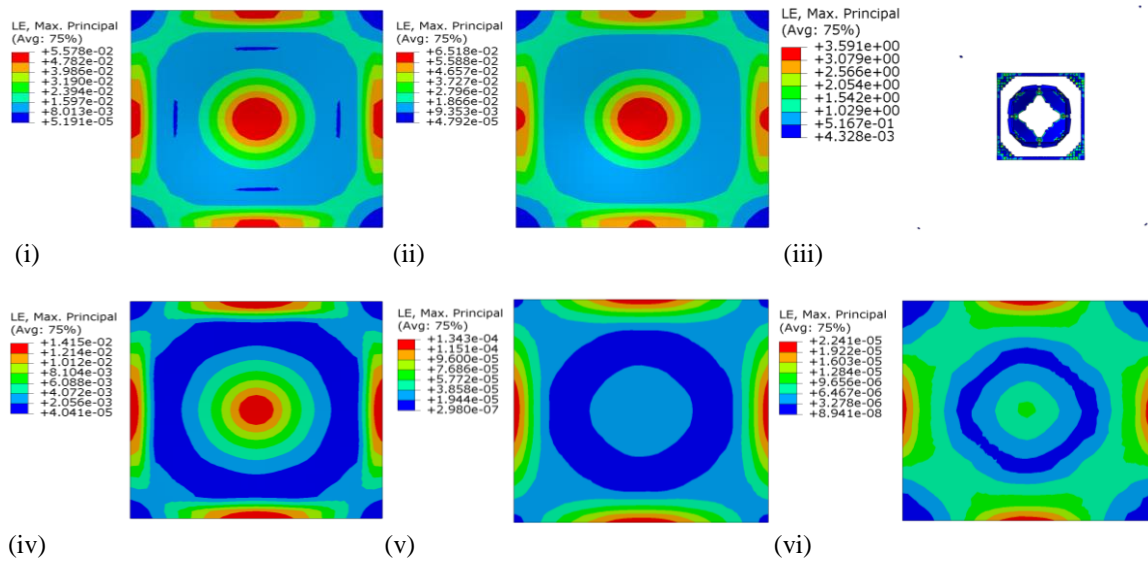 LE, Max. Principal
(Avg: 75%)
+5.578e-02
+4.782e-02
+3.986e-02
+3.190e-02
+2.394e-02
+1.597e-02
+8.013e-03
+5.191e-05
(i)
LE, Max. Principal
(Avg: 75%)
+6.518e-02
+5.588e-02
+4.657e-02
+3.727e-02
+2.796e-02
+1.866e-02
+9.353e-03
+4.792e-05
(ii)
LE, Max. Principal
(Avg: 75%)
+3.591e+00
+3.079e+00
+2.566e+00
+2.054e+00
+1.542e+00
+1.029e+00
+5.167e-01
+4.328e-03
(iii)
LE, Max. Principal
(Avg: 75%)
+1.415e-02
+1.214e-02
+1.012e-02
+8.104e-03
+6.088e-03
+4.072e-03
+2.056e-03
+4.041e-05
(iv)
LE, Max. Principal
(Avg: 75%)
+1.343e-04
+1.151e-04
+9.600e-05
+7.686e-05
+5.772e-05
+3.858e-05
+1.944e-05
+2.980e-07
(v)
LE, Max. Principal
(Avg: 75%)
+2.241e-05
+1.922e-05
+1.603e-05
+1.284e-05
+9.656e-06
+6.467e-06
+3.278e-06
+8.941e-08
(vi)